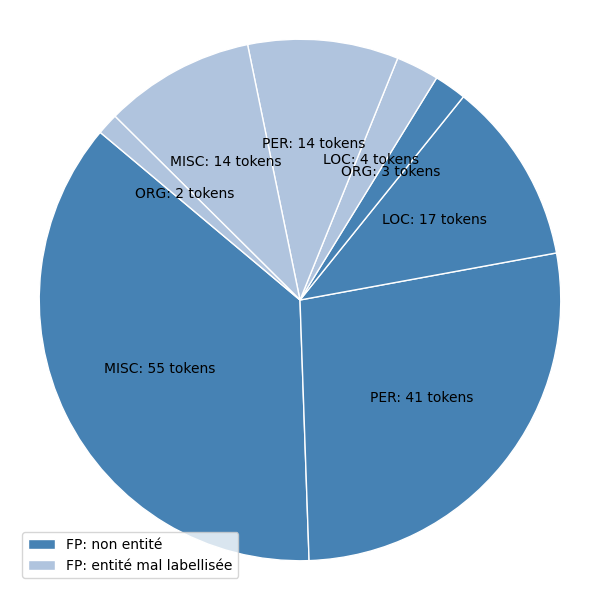 PER: 14 tokens
MISC: 14 tokens
LOC: 4 tokens
ORG: 3 tokens
ORG: 2 tokens
LOC: 17 tokens
MISC: 55 tokens
PER: 41 tokens
FP: non entité
FP: entité mal labellisée